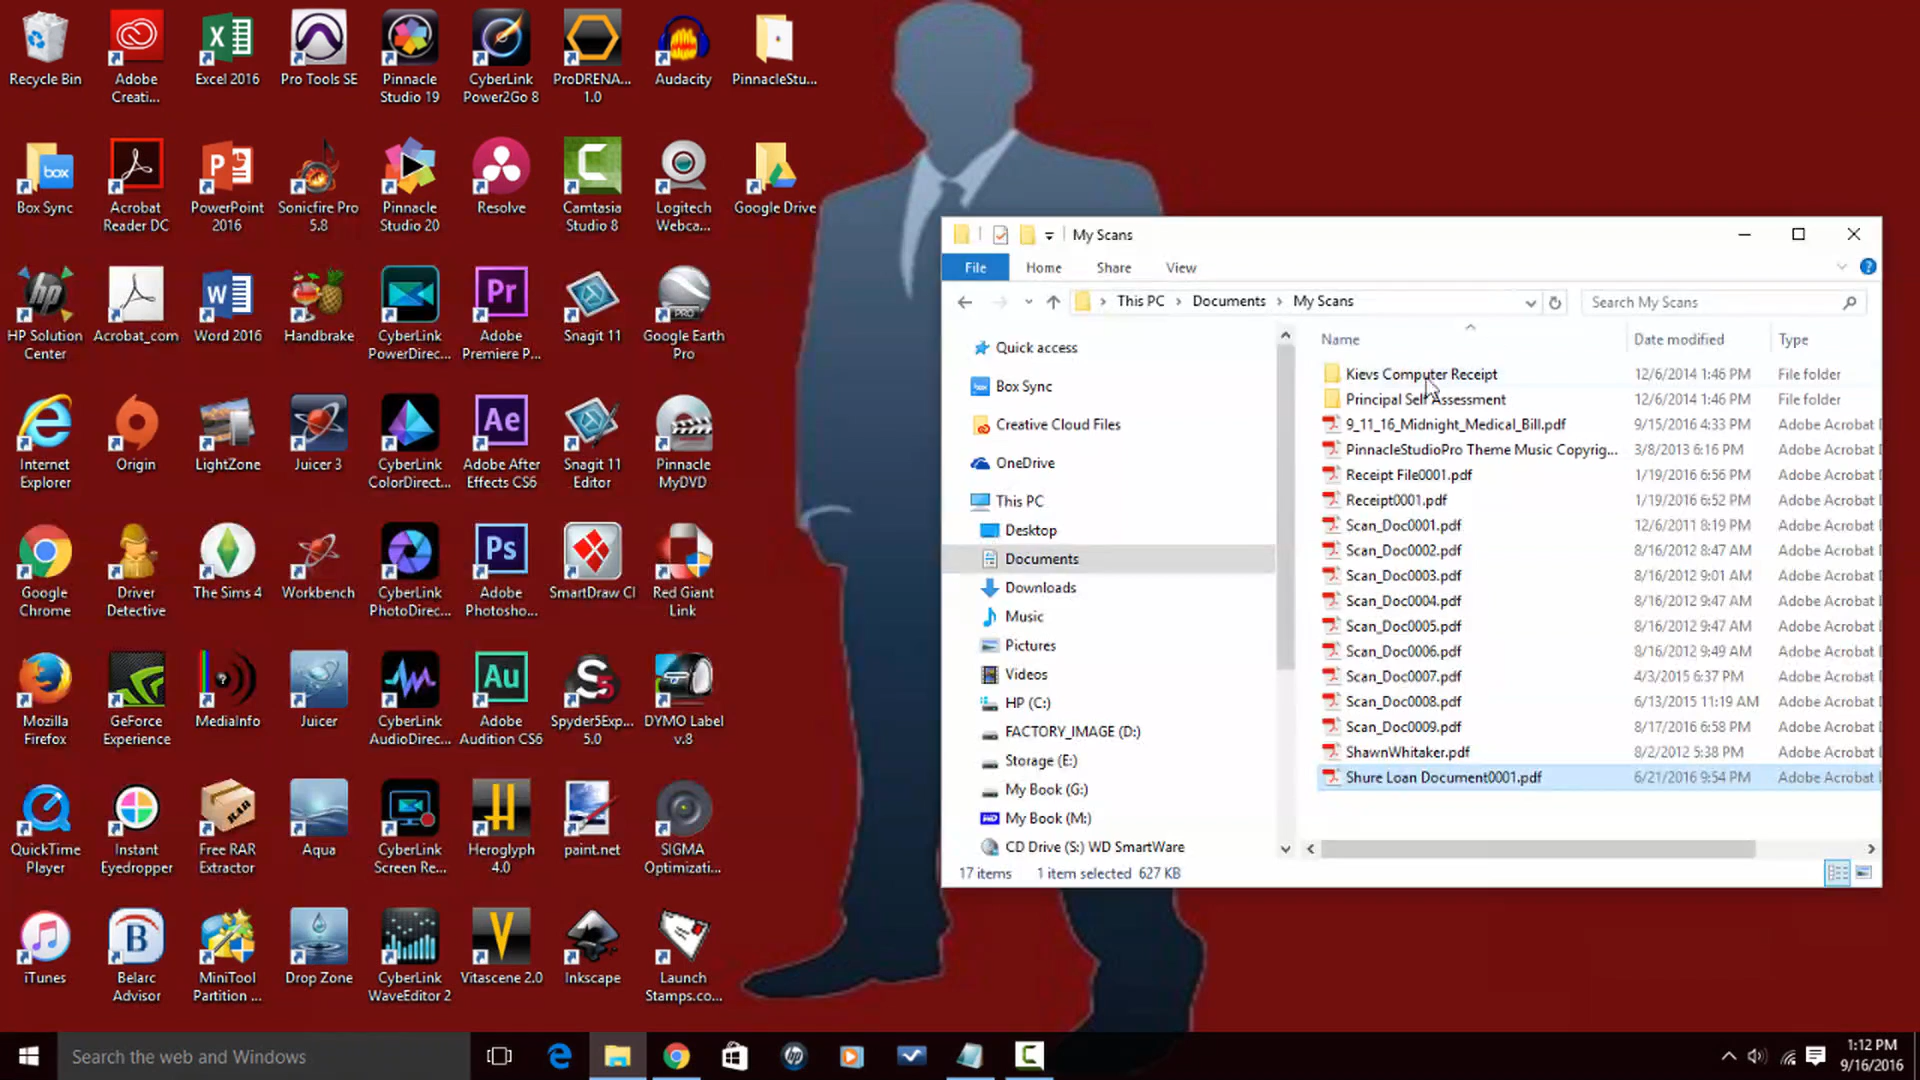 Recycle Bin
Adobe Creati...
Excel 2016
Pro Tools SE
Pinnacle Studio 19
CyberLink Power2Go 8
ProDRENA... 1.0
Audacity
PinnacleStu...
Box Sync
Acrobat Reader DC
PowerPoint 2016
Sonicfire Pro 5.8
Pinnacle Studio 20
Resolve
Camtasia Studio 8
Logitech Webca...
Google Drive
HP Solution Center
Acrobat_com
Word 2016
Handbrake
CyberLink PowerDirec...
Adobe Premiere P...
Snagit 11
Google Earth Pro
Internet Explorer
Origin
LightZone
Juicer 3
CyberLink ColorDirect...
Adobe After Effects CS6
Snagit 11 Editor
Pinnacle MyDVD
Google Chrome
Driver Detective
The Sims 4
Workbench
CyberLink PhotoDirec...
Adobe Photosho...
SmartDraw CI
Red Giant Link
Mozilla Firefox
GeForce Experience
MediaInfo
Juicer
CyberLink AudioDirec...
Adobe Audition CS6
Spyder5Exp... 5.0
DYMO Label v.8
QuickTime Player
Instant Eyedropper
Free RAR Extractor
Aqua
CyberLink Screen Re...
Heroglyph 4.0
paint.net
SIGMA Optimizati...
iTunes
Belarc Advisor
MiniTool Partition ...
Drop Zone
CyberLink WaveEditor 2
Vitascene 2.0
Inkscape
Launch Stamps.co...
My Scans
File Home Share View
This PC > Documents > My Scans
Search My Scans
Quick access
Box Sync
Creative Cloud Files
OneDrive
This PC
Desktop
Documents
Downloads
Music
Pictures
Videos
HP (C:)
FACTORY_IMAGE (D:)
Storage (E:)
My Book (G:)
My Book (M:)
CD Drive (S:) WD SmartWare
Name Date modified Type
Kievs Computer Receipt 12/6/2014 1:46 PM File folder
Principal Self Assessment 12/6/2014 1:46 PM File folder
9_11_16_Midnight_Medical_Bill.pdf 9/15/2016 4:33 PM Adobe Acrobat
PinnacleStudioPro Theme Music Copyrig... 3/8/2013 6:16 PM Adobe Acrobat
Receipt File0001.pdf 1/19/2016 6:56 PM Adobe Acrobat
Receipt0001.pdf 1/19/2016 6:52 PM Adobe Acrobat
Scan_Doc0001.pdf 12/6/2011 8:19 PM Adobe Acrobat
Scan_Doc0002.pdf 8/16/2012 8:47 AM Adobe Acrobat
Scan_Doc0003.pdf 8/16/2012 9:01 AM Adobe Acrobat
Scan_Doc0004.pdf 8/16/2012 9:47 AM Adobe Acrobat
Scan_Doc0005.pdf 8/16/2012 9:47 AM Adobe Acrobat
Scan_Doc0006.pdf 8/16/2012 9:49 AM Adobe Acrobat
Scan_Doc0007.pdf 4/3/2015 6:37 PM Adobe Acrobat
Scan_Doc0008.pdf 6/13/2015 11:19 AM Adobe Acrobat
Scan_Doc0009.pdf 8/17/2016 6:58 PM Adobe Acrobat
ShawnWhitaker.pdf 8/2/2012 5:38 PM Adobe Acrobat
Shure Loan Document0001.pdf 6/21/2016 9:54 PM Adobe Acrobat
17 items 1 item selected 627 KB
Search the web and Windows
1:12 PM
9/16/2016